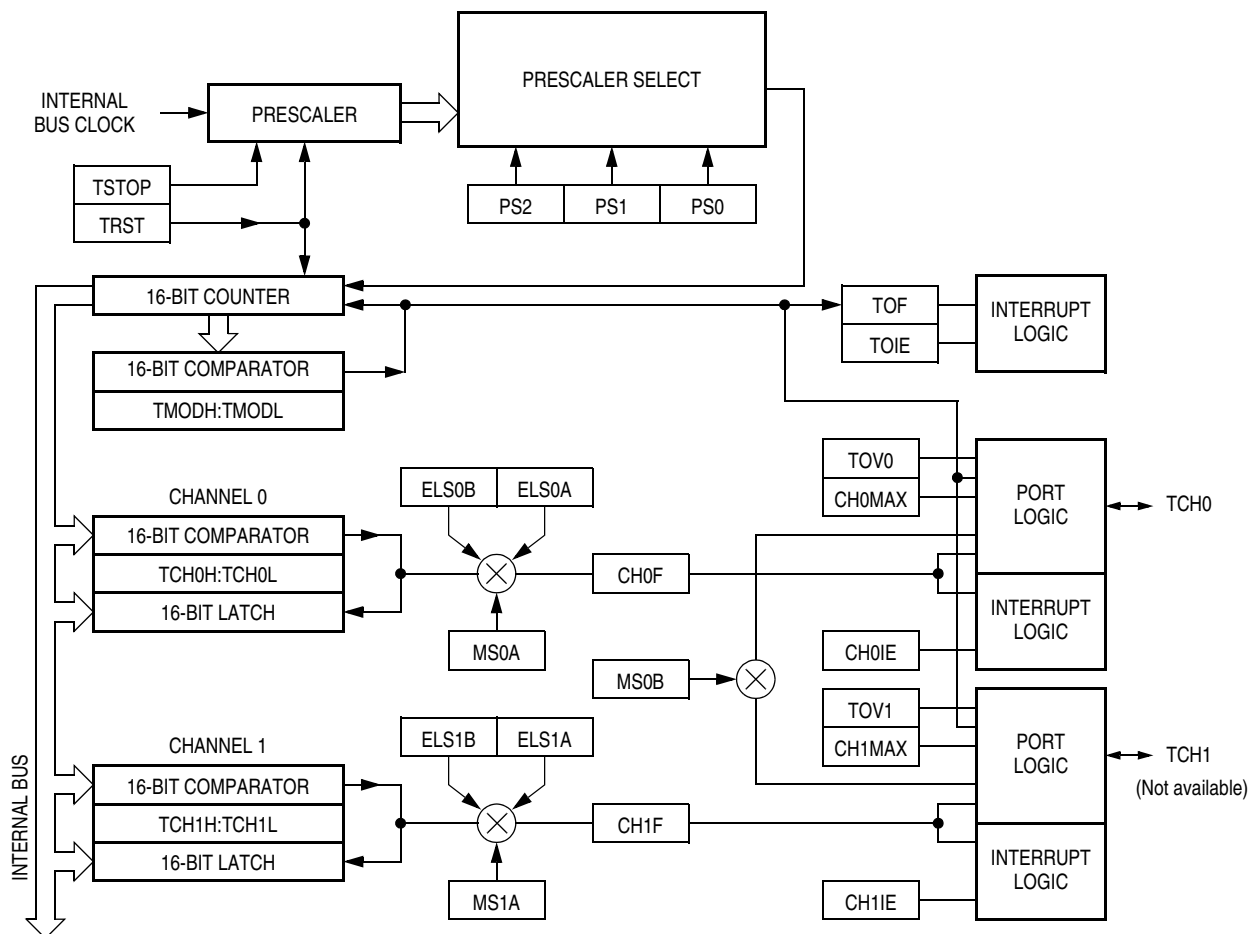 PRESCALER SELECT
INTERNAL
BUS CLOCK
PRESCALER
TSTOP
TRST
PS2
PS1
PS0
16-BIT COUNTER
TOF
TOIE
INTERRUPT
LOGIC
16-BIT COMPARATOR
TMODH:TMODL
TOV0
CH0MAX
PORT
LOGIC
TCH0
CHANNEL 0
ELS0B
ELS0A
16-BIT COMPARATOR
TCH0H:TCH0L
16-BIT LATCH
CH0F
MS0A
INTERRUPT
LOGIC
CH0IE
MS0B
TOV1
CH1MAX
PORT
LOGIC
TCH1
(Not available)
CHANNEL 1
ELS1B
ELS1A
16-BIT COMPARATOR
TCH1H:TCH1L
16-BIT LATCH
CH1F
MS1A
INTERRUPT
LOGIC
CH1IE
INTERNAL BUS